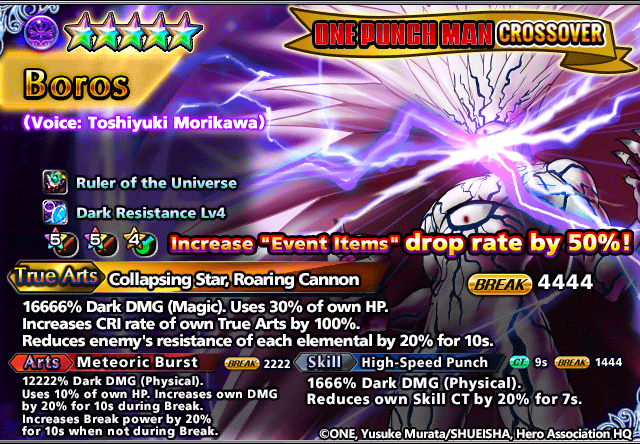 ONE PUNCH MAN CROSSOVER
Boros
(Voice: Toshiyuki Morikawa)
Ruler of the Universe
Dark Resistance Lv4
5 5 4 Increase "Event Items" drop rate by 50%!
True Arts Collapsing Star, Roaring Cannon BREAK 4444
16666% Dark DMG (Magic). Uses 30% of own HP.
Increases CRI rate of own True Arts by 100%.
Reduces enemy's resistance of each elemental by 20% for 10s.
Arts Meteoric Burst BREAK 2222
12222% Dark DMG (Physical).
Uses 10% of own HP. Increases own DMG
by 20% for 10s during Break.
Increases Break power by 20%
for 10s when not during Break.
Skill High-Speed Punch CT 9s BREAK 1444
1666% Dark DMG (Physical).
Reduces own Skill CT by 20% for 7s.
©ONE, Yusuke Murata/SHUEISHA, Hero Association HQ